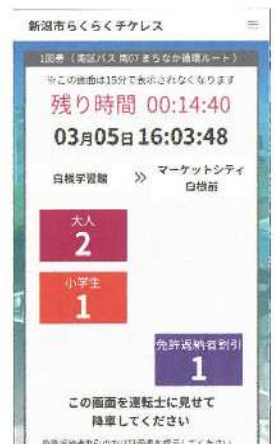 新潟市らくらくチケレス
1回券（南区バス 南07 まちなか循環ルート）
※この画面は15分で表示されなくなります
残り時間 00:14:40
03月05日 16:03:48
白根学習館 » マーケットシティ白根前
大人
2
小学生
1
免許返納者割引
1
この画面を運転士に見せて
降車してください